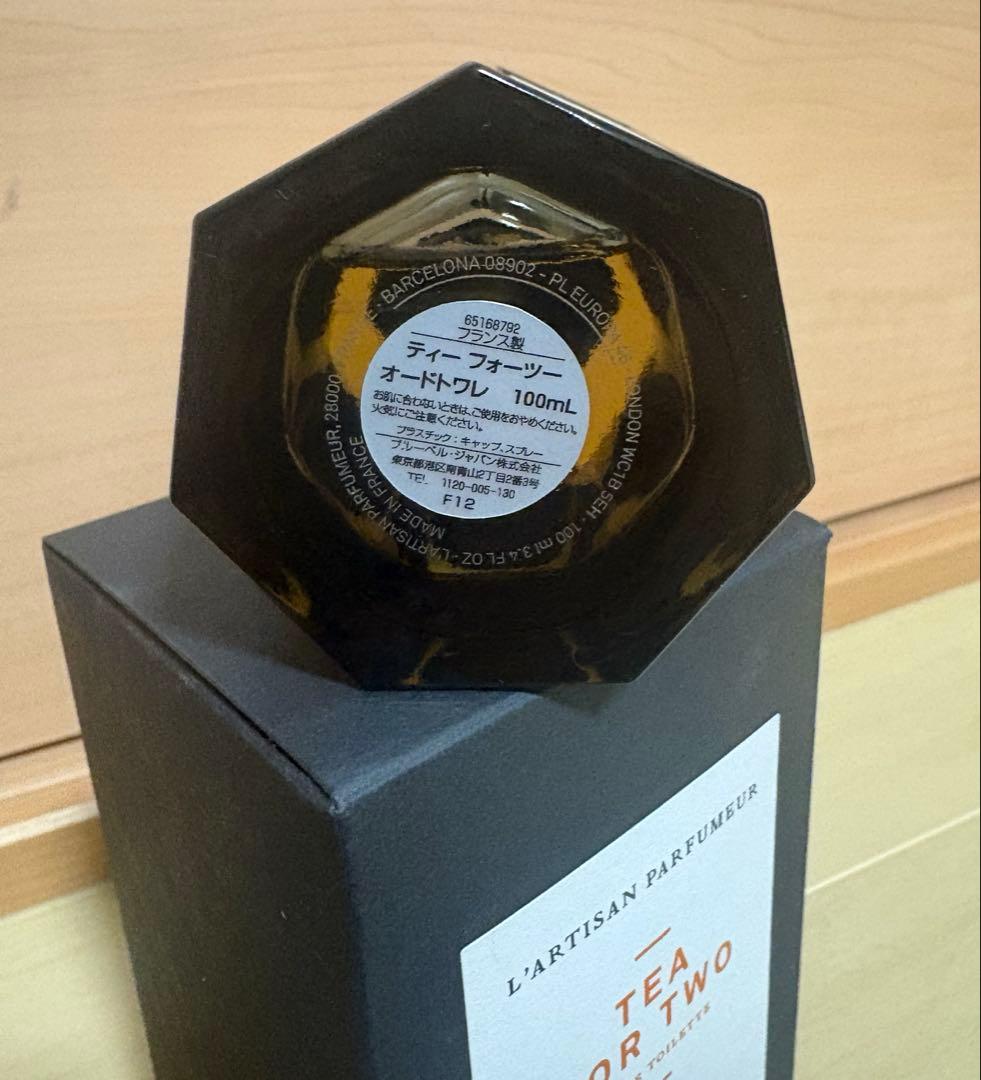 65168792
フランス製
ティー フォーツー
オードトワレ 100mL
お肌に合わないときは、ご使用をおやめください。
火気にご注意ください。
プラスチック：キャップ、スプレー
プ.レーベル・ジャパン株式会社
東京都港区南青山2丁目2番3号
TEL 1120-005-130
F12
BARCELONA 08902 - PL EURO
LONDON WC1B 5EH - 100 ml 3.4 FL OZ - L'ARTISAN PARFUMEUR, 28000
MADE IN FRANCE
L'ARTISAN PARFUMEUR
TEA
OR TWO
TOILETTE